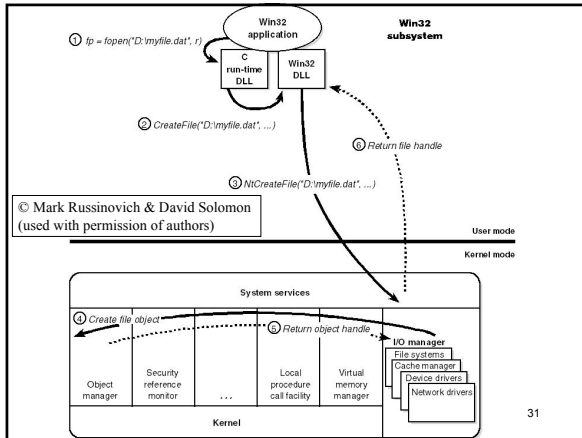 Win32
application
Win32
subsystem
① fp = fopen("D:\myfile.dat", r)
C
run-time
DLL
Win32
DLL
② CreateFile("D:\myfile.dat", ...)
⑥ Return file handle
③ NtCreateFile("D:\myfile.dat", ...)
© Mark Russinovich & David Solomon
(used with permission of authors)
User mode
Kernel mode
System services
④ Create file object
⑤ Return object handle
I/O manager
File systems
Cache manager
Device drivers
Network drivers
Object
manager
Security
reference
monitor
...
Local
procedure
call facility
Virtual
memory
manager
Kernel
31